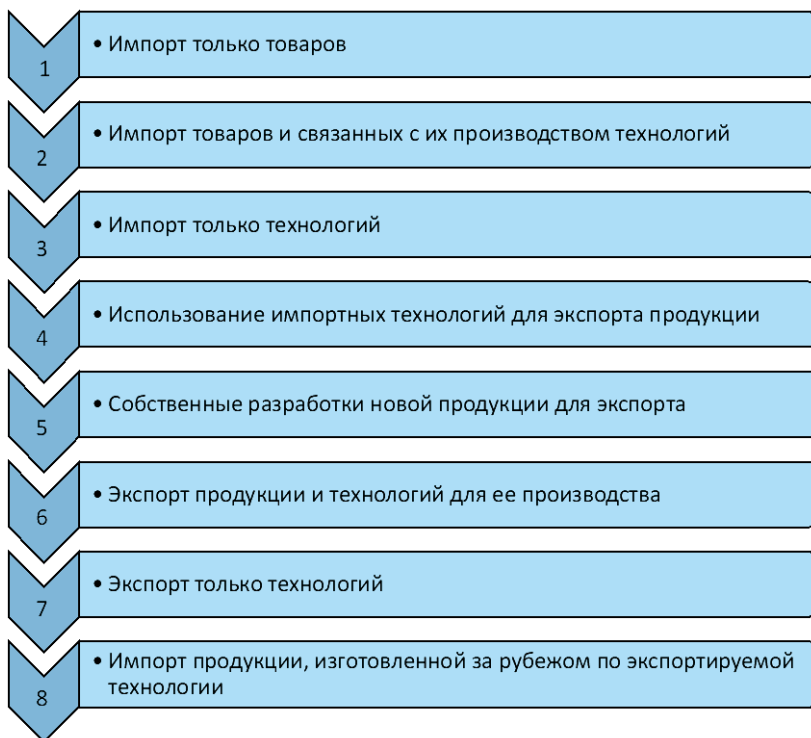 1
• Импорт только товаров
2
• Импорт товаров и связанных с их производством технологий
3
• Импорт только технологий
4
• Использование импортных технологий для экспорта продукции
5
• Собственные разработки новой продукции для экспорта
6
• Экспорт продукции и технологий для ее производства
7
• Экспорт только технологий
8
• Импорт продукции, изготовленной за рубежом по экспортируемой
технологии